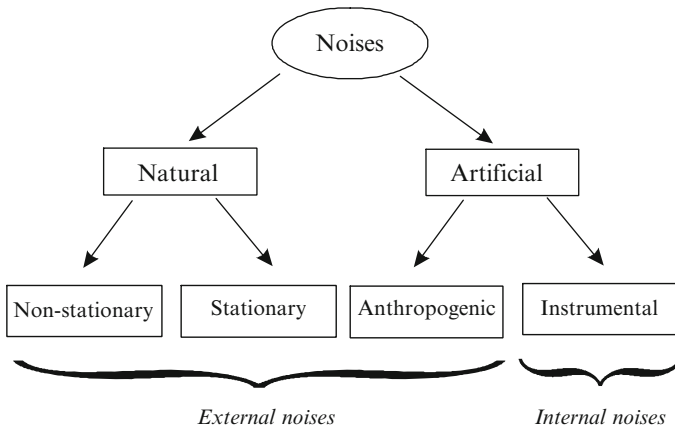 Noises
Natural
Artificial
Non-stationary
Stationary
Anthropogenic
Instrumental
External noises
Internal noises